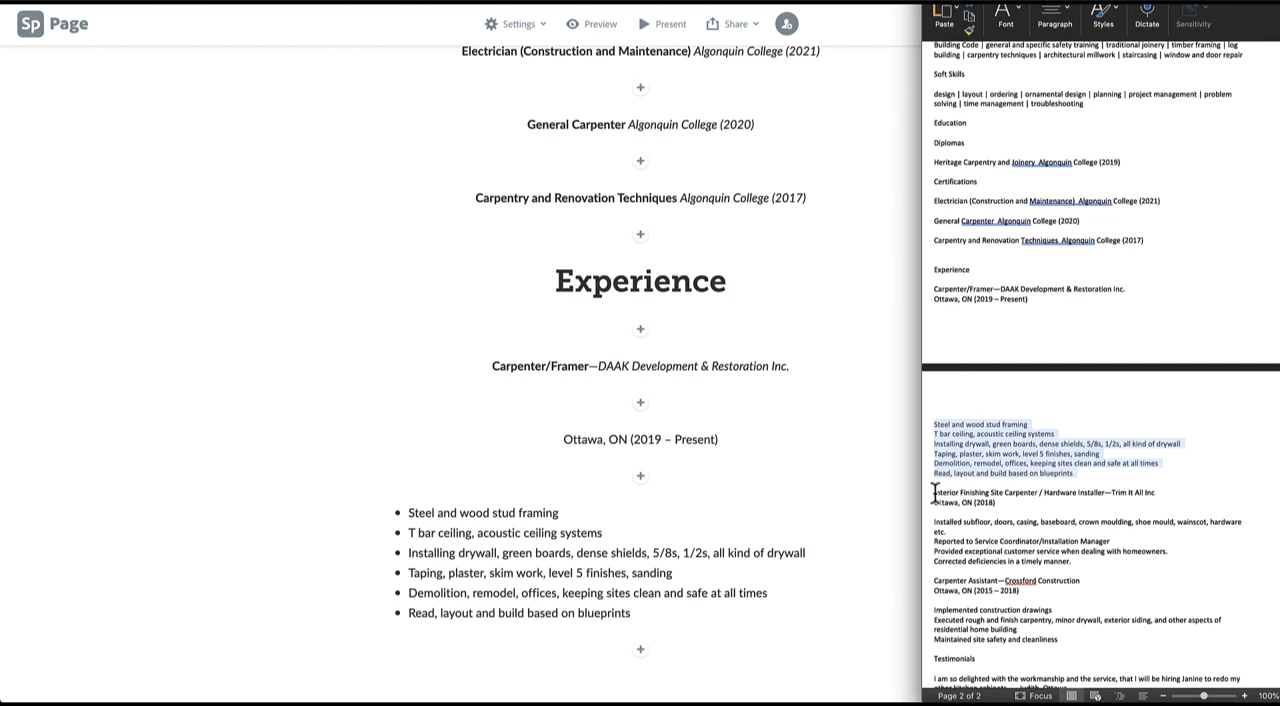 Sp Page
Settings
Preview
Present
Share
Electrician (Construction and Maintenance) Algonquin College (2021)
+
General Carpenter Algonquin College (2020)
+
Carpentry and Renovation Techniques Algonquin College (2017)
+
Experience
+
Carpenter/Framer—DAAK Development & Restoration Inc.
+
Ottawa, ON (2019 – Present)
+
• Steel and wood stud framing
• T bar ceiling, acoustic ceiling systems
• Installing drywall, green boards, dense shields, 5/8s, 1/2s, all kind of drywall
• Taping, plaster, skim work, level 5 finishes, sanding
• Demolition, remodel, offices, keeping sites clean and safe at all times
• Read, layout and build based on blueprints
+
Paste
Font
Paragraph
Styles
Dictate
Sensitivity
Building Code | general and specific safety training | traditional joinery | timber framing | log
building | carpentry techniques | architectural millwork | staircasing | window and door repair
Soft Skills
design | layout | ordering | ornamental design | planning | project management | problem
solving | time management | troubleshooting
Education
Diplomas
Heritage Carpentry and Joinery Algonquin College (2019)
Certifications
Electrician (Construction and Maintenance) Algonquin College (2021)
General Carpenter Algonquin College (2020)
Carpentry and Renovation Techniques Algonquin College (2017)
Experience
Carpenter/Framer—DAAK Development & Restoration Inc.
Ottawa, ON (2019 – Present)
Steel and wood stud framing
T bar ceiling, acoustic ceiling systems
Installing drywall, green boards, dense shields, 5/8s, 1/2s, all kind of drywall
Taping, plaster, skim work, level 5 finishes, sanding
Demolition, remodel, offices, keeping sites clean and safe at all times
Read, layout and build based on blueprints
Interior Finishing Site Carpenter / Hardware Installer—Trim It All Inc
Ottawa, ON (2018)
Installed subfloor, doors, casing, baseboard, crown moulding, shoe mould, wainscot, hardware
etc.
Reported to Service Coordinator/Installation Manager
Provided exceptional customer service when dealing with homeowners.
Corrected deficiencies in a timely manner.
Carpenter Assistant—Crossford Construction
Ottawa, ON (2015 – 2018)
Implemented construction drawings
Executed rough and finish carpentry, minor drywall, exterior siding, and other aspects of
residential home building
Maintained site safety and cleanliness
Testimonials
I am so delighted with the workmanship and the service, that I will be hiring Janine to redo my
Page 2 of 2
Focus
100%